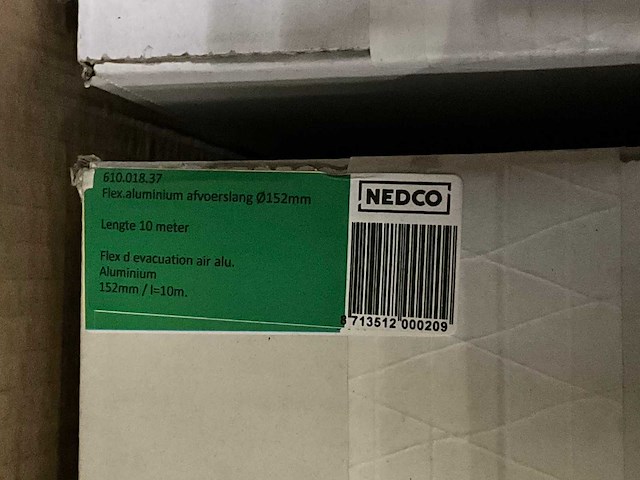 610.018.37
Flex.aluminium afvoerslang Ø152mm
Lengte 10 meter
Flex d evacuation air alu.
Aluminium
152mm / l=10m.
NEDCO
8 713512 000209